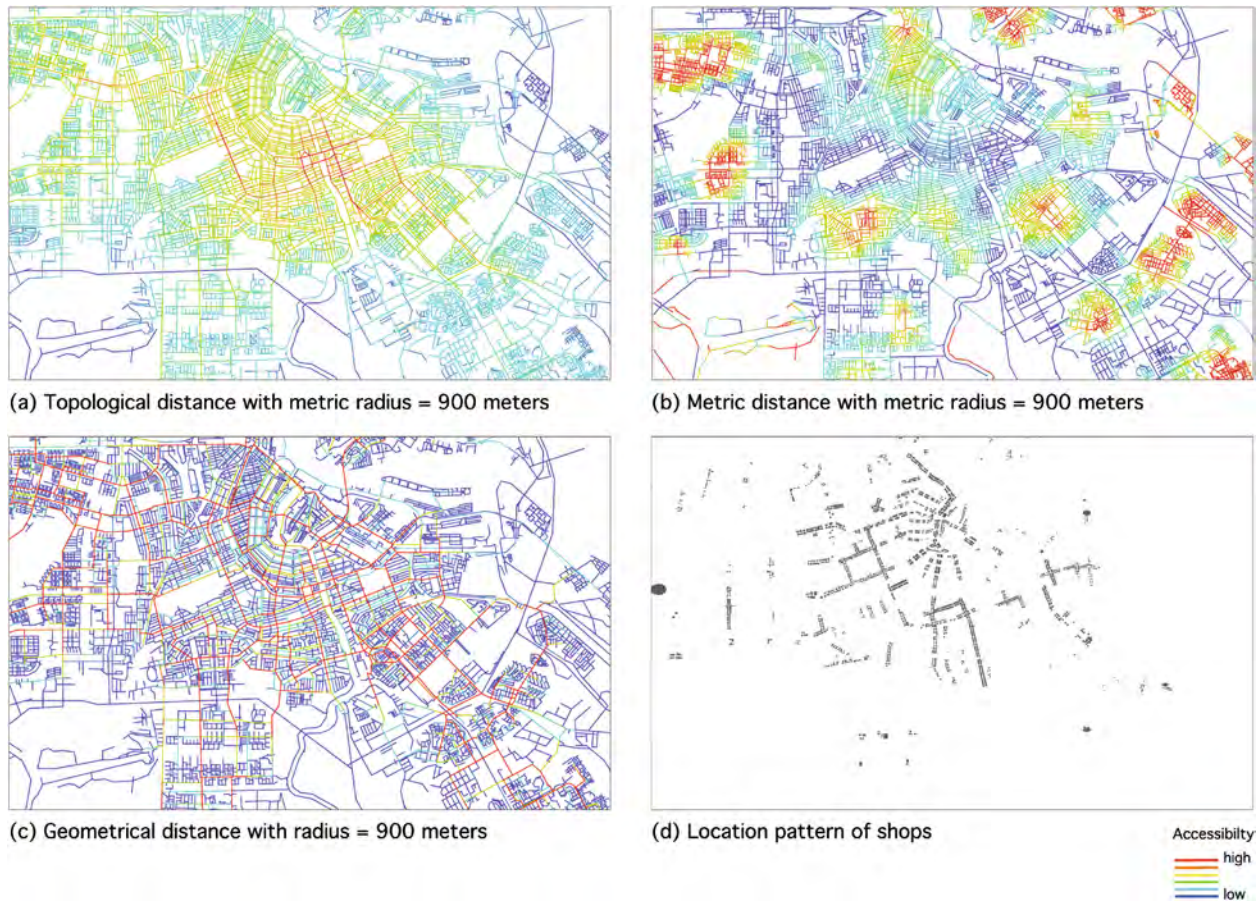 (a) Topological distance with metric radius = 900 meters
(b) Metric distance with metric radius = 900 meters
(c) Geometrical distance with radius = 900 meters
(d) Location pattern of shops
Accessibilty
high
low